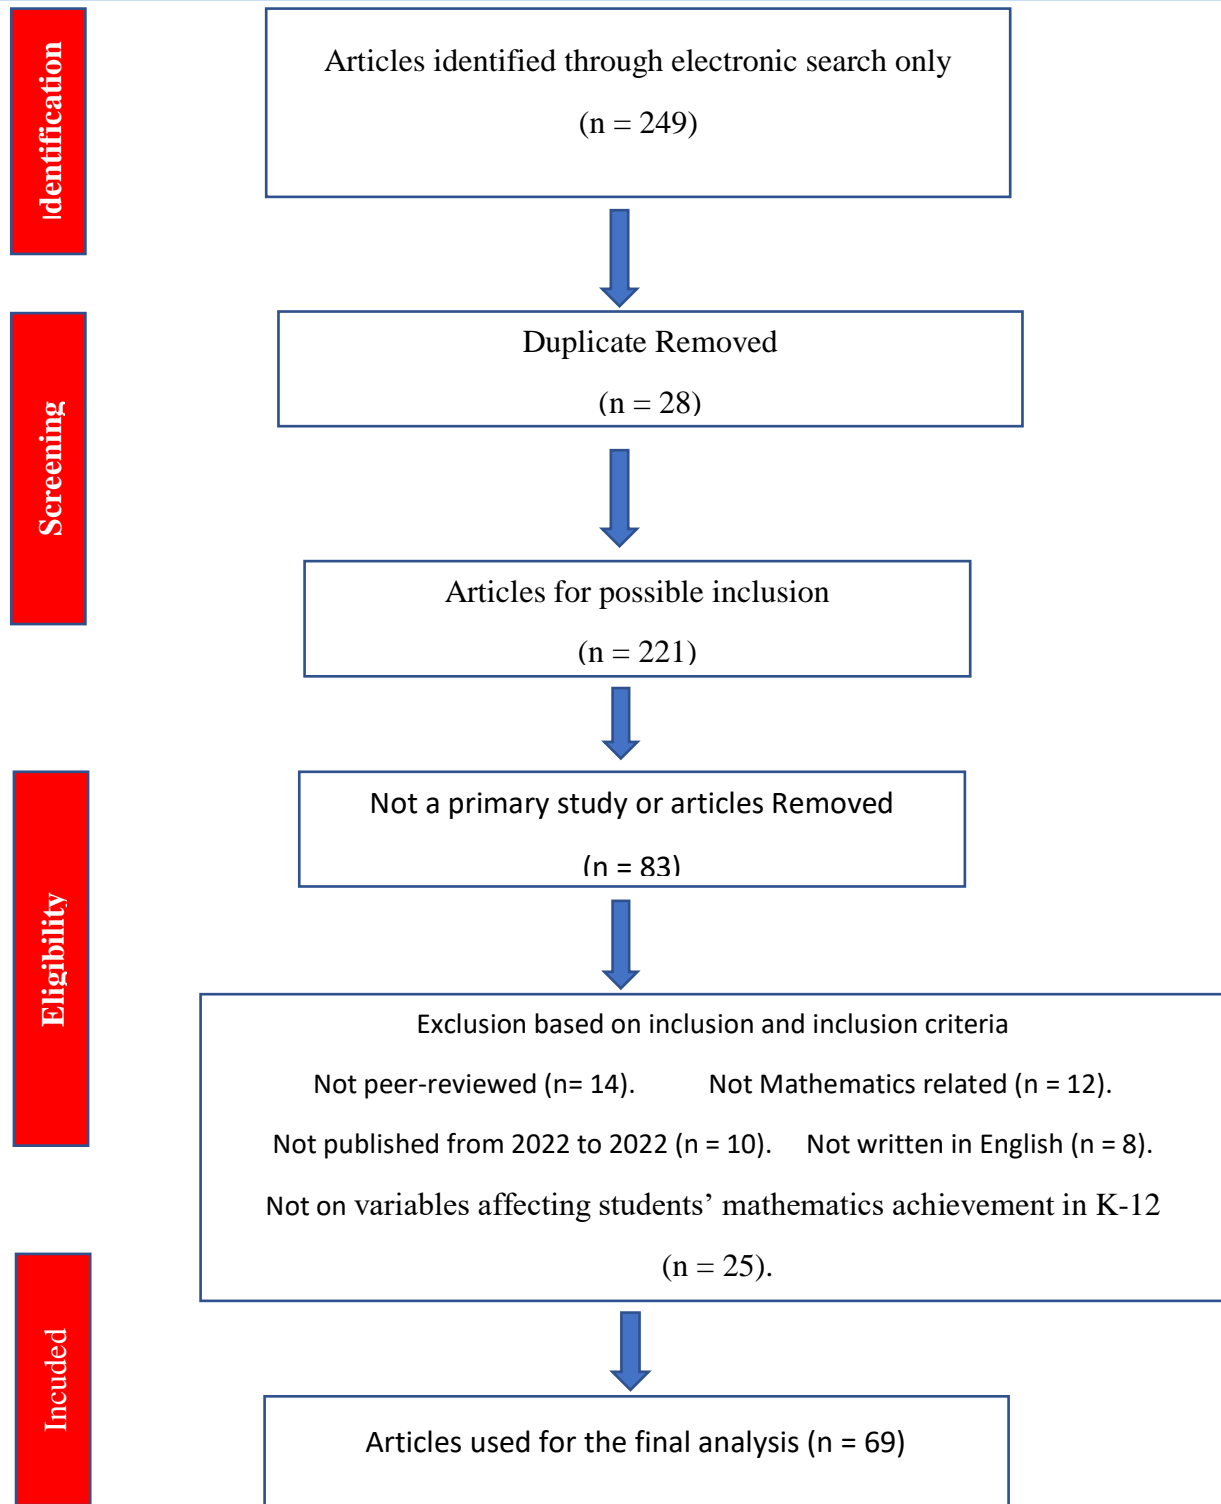 Identification
Articles identified through electronic search only
(n = 249)
Screening
Duplicate Removed
(n = 28)
Articles for possible inclusion
(n = 221)
Eligibility
Not a primary study or articles Removed
(n = 83)
Exclusion based on inclusion and inclusion criteria
Not peer-reviewed (n= 14). Not Mathematics related (n = 12).
Not published from 2022 to 2022 (n = 10). Not written in English (n = 8).
Not on variables affecting students’ mathematics achievement in K-12
(n = 25).
Incuded
Articles used for the final analysis (n = 69)